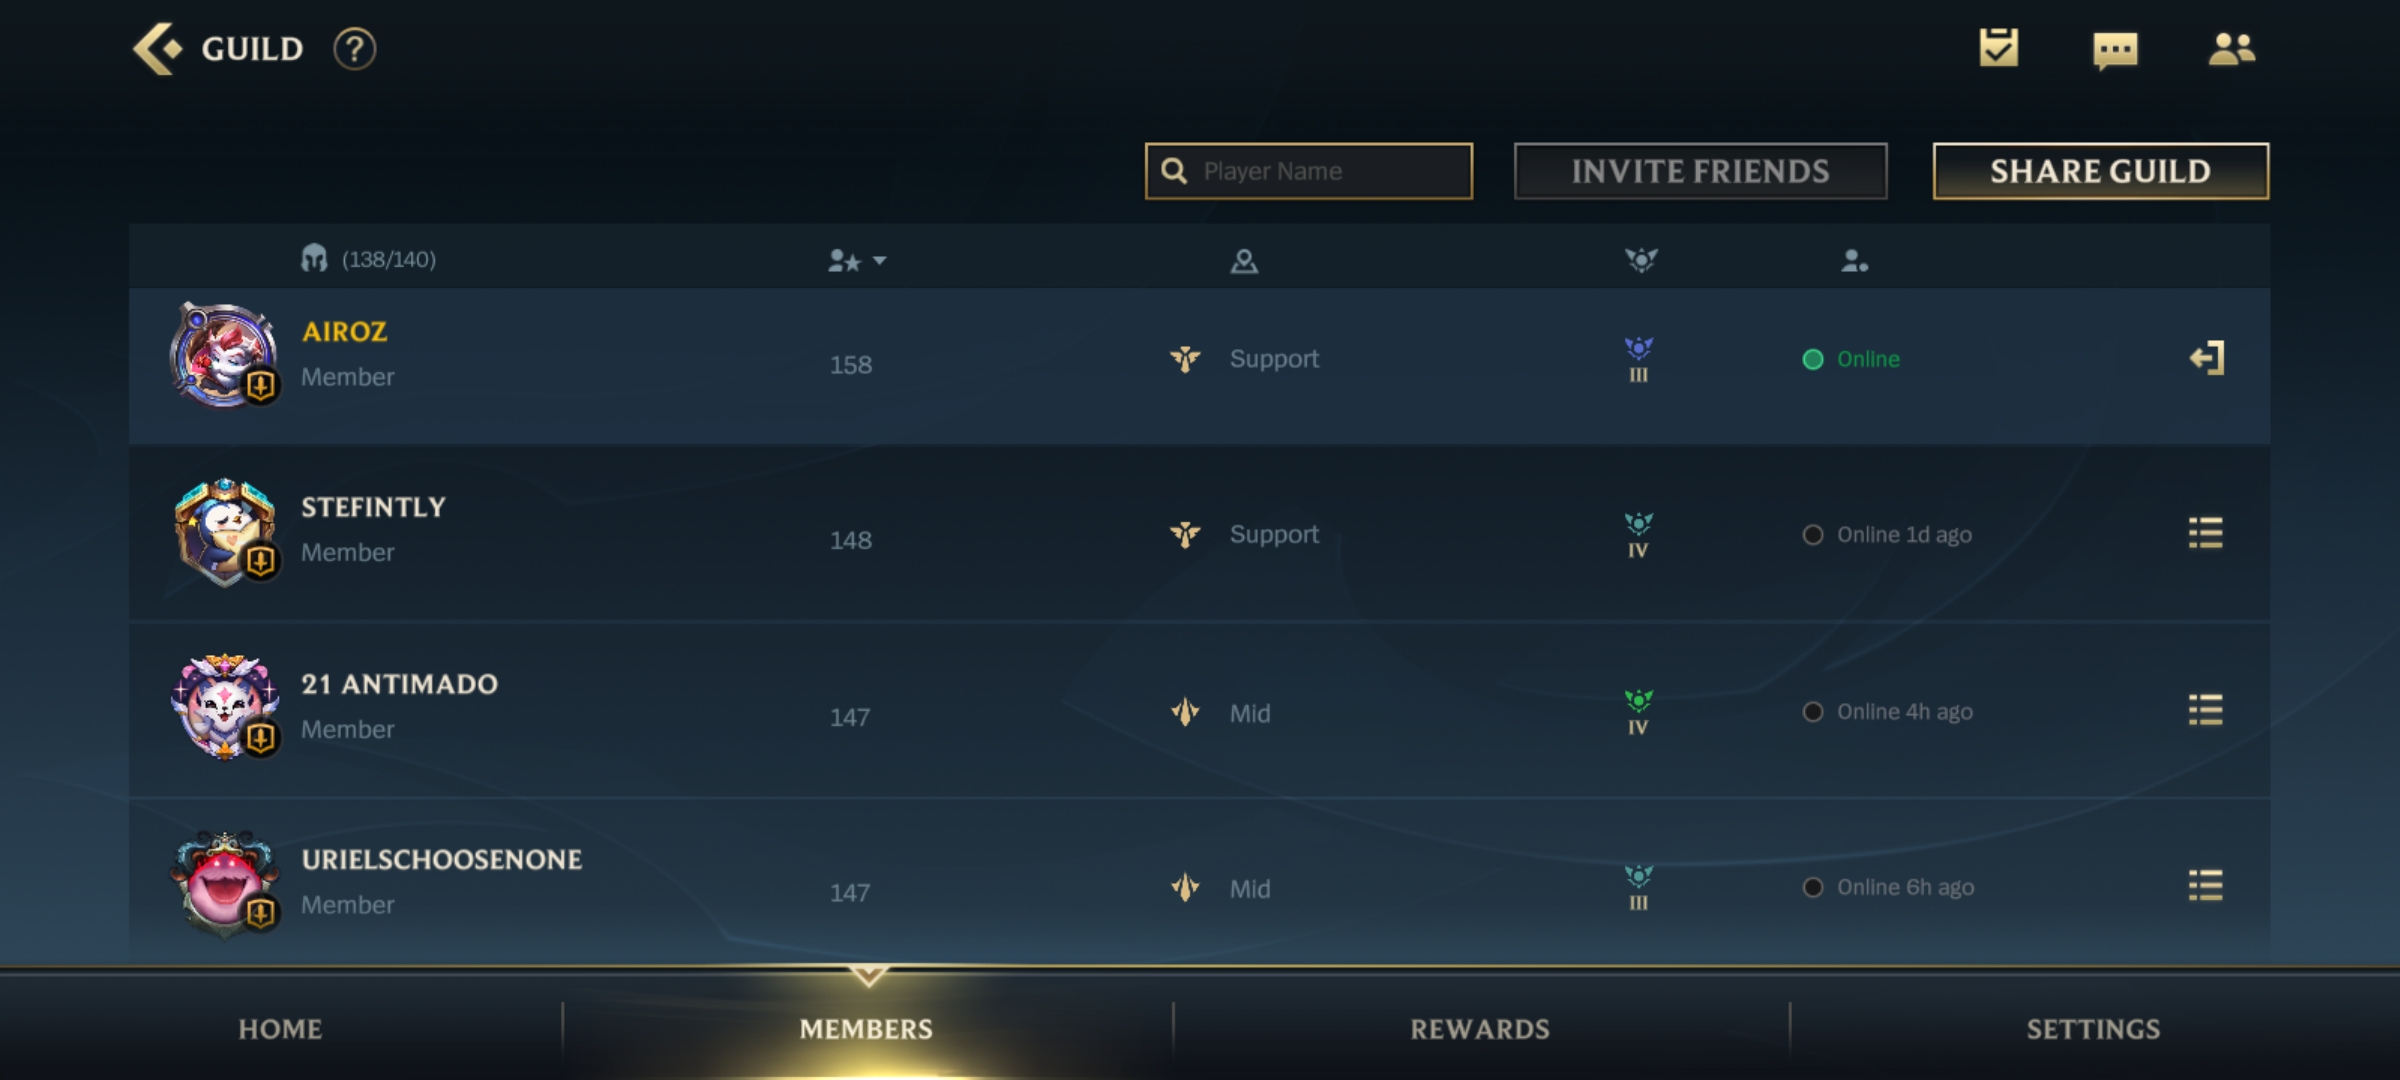 GUILD ?
Player Name
INVITE FRIENDS
SHARE GUILD
(138/140)
AIROZ
Member
158
Support
III
Online
STEFINTLY
Member
148
Support
IV
Online 1d ago
21 ANTIMADO
Member
147
Mid
IV
Online 4h ago
URIELSCHOOSENONE
Member
147
Mid
III
Online 6h ago
HOME
MEMBERS
REWARDS
SETTINGS